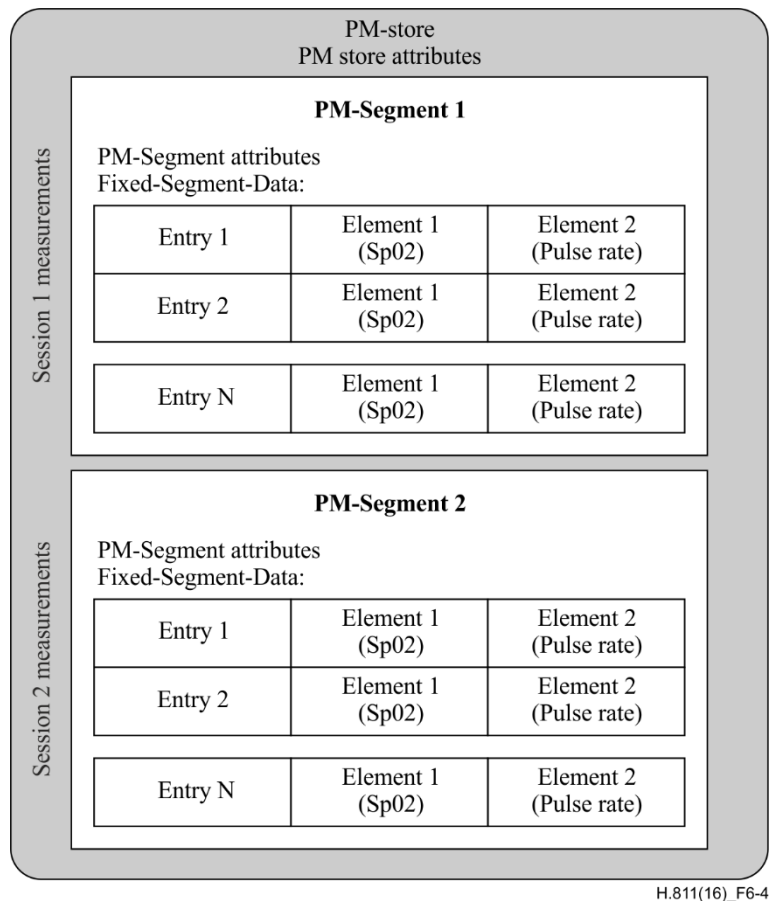 PM-store
PM store attributes
Session 1 measurements
PM-Segment 1
PM-Segment attributes
Fixed-Segment-Data:
Entry 1
Element 1
(Sp02)
Element 2
(Pulse rate)
Entry 2
Element 1
(Sp02)
Element 2
(Pulse rate)
Entry N
Element 1
(Sp02)
Element 2
(Pulse rate)
Session 2 measurements
PM-Segment 2
PM-Segment attributes
Fixed-Segment-Data:
Entry 1
Element 1
(Sp02)
Element 2
(Pulse rate)
Entry 2
Element 1
(Sp02)
Element 2
(Pulse rate)
Entry N
Element 1
(Sp02)
Element 2
(Pulse rate)
H.811(16)_F6-4